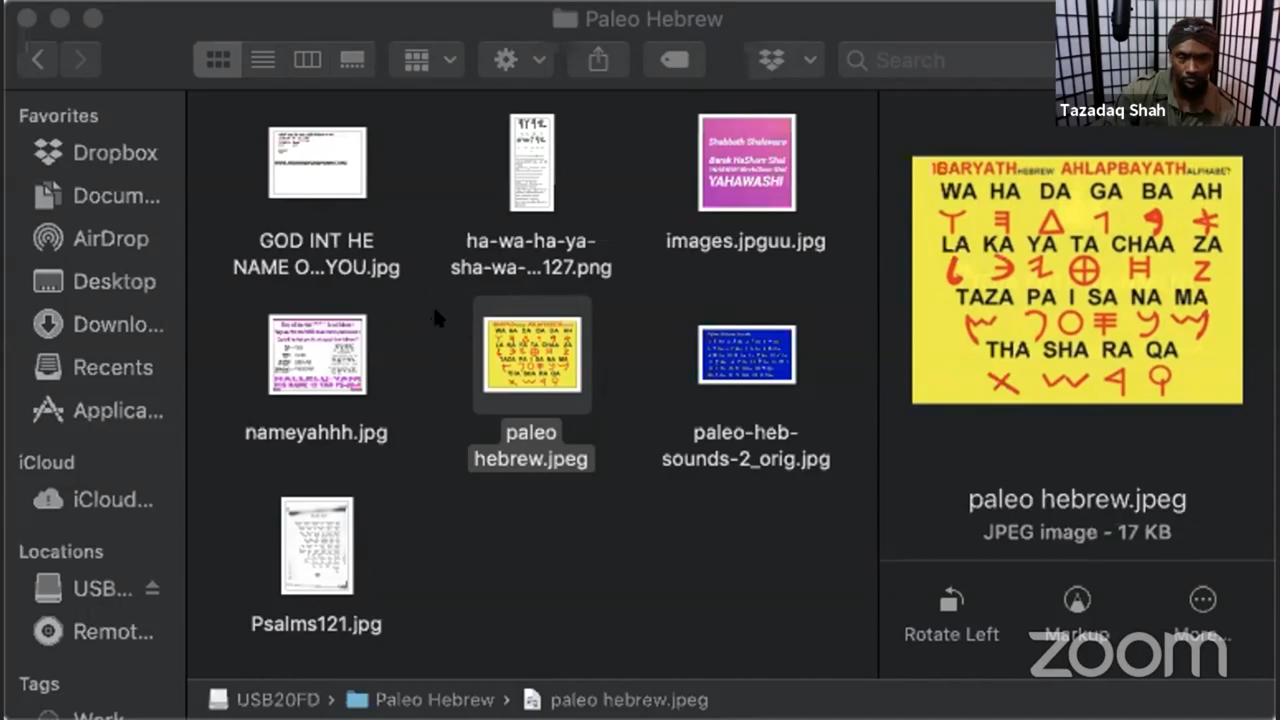 Paleo Hebrew
Search
Tazadaq Shah
Favorites
Dropbox
Docum...
AirDrop
Desktop
Downlo...
Recents
Applica...
iCloud
iCloud...
Locations
USB...
Remot...
Tags
Work
GOD INT HE
NAME O...YOU.jpg
ha-wa-ha-ya-
sha-wa-...127.png
Shabbath Shalawam
YAHAWASHI
images.jpguu.jpg
nameyahhh.jpg
paleo
hebrew.jpeg
paleo-heb-
sounds-2_orig.jpg
Psalms121.jpg
IBARYATH HEBREW AHLAPBAYATH ALPHABET
WA HA DA GA BA AH
LA KA YA TA CHAA ZA
TAZA PA I SA NA MA
THA SHA RA QA
paleo hebrew.jpeg
JPEG image - 17 KB
Rotate Left
Markup
More...
zoom
USB20FD › Paleo Hebrew › paleo hebrew.jpeg